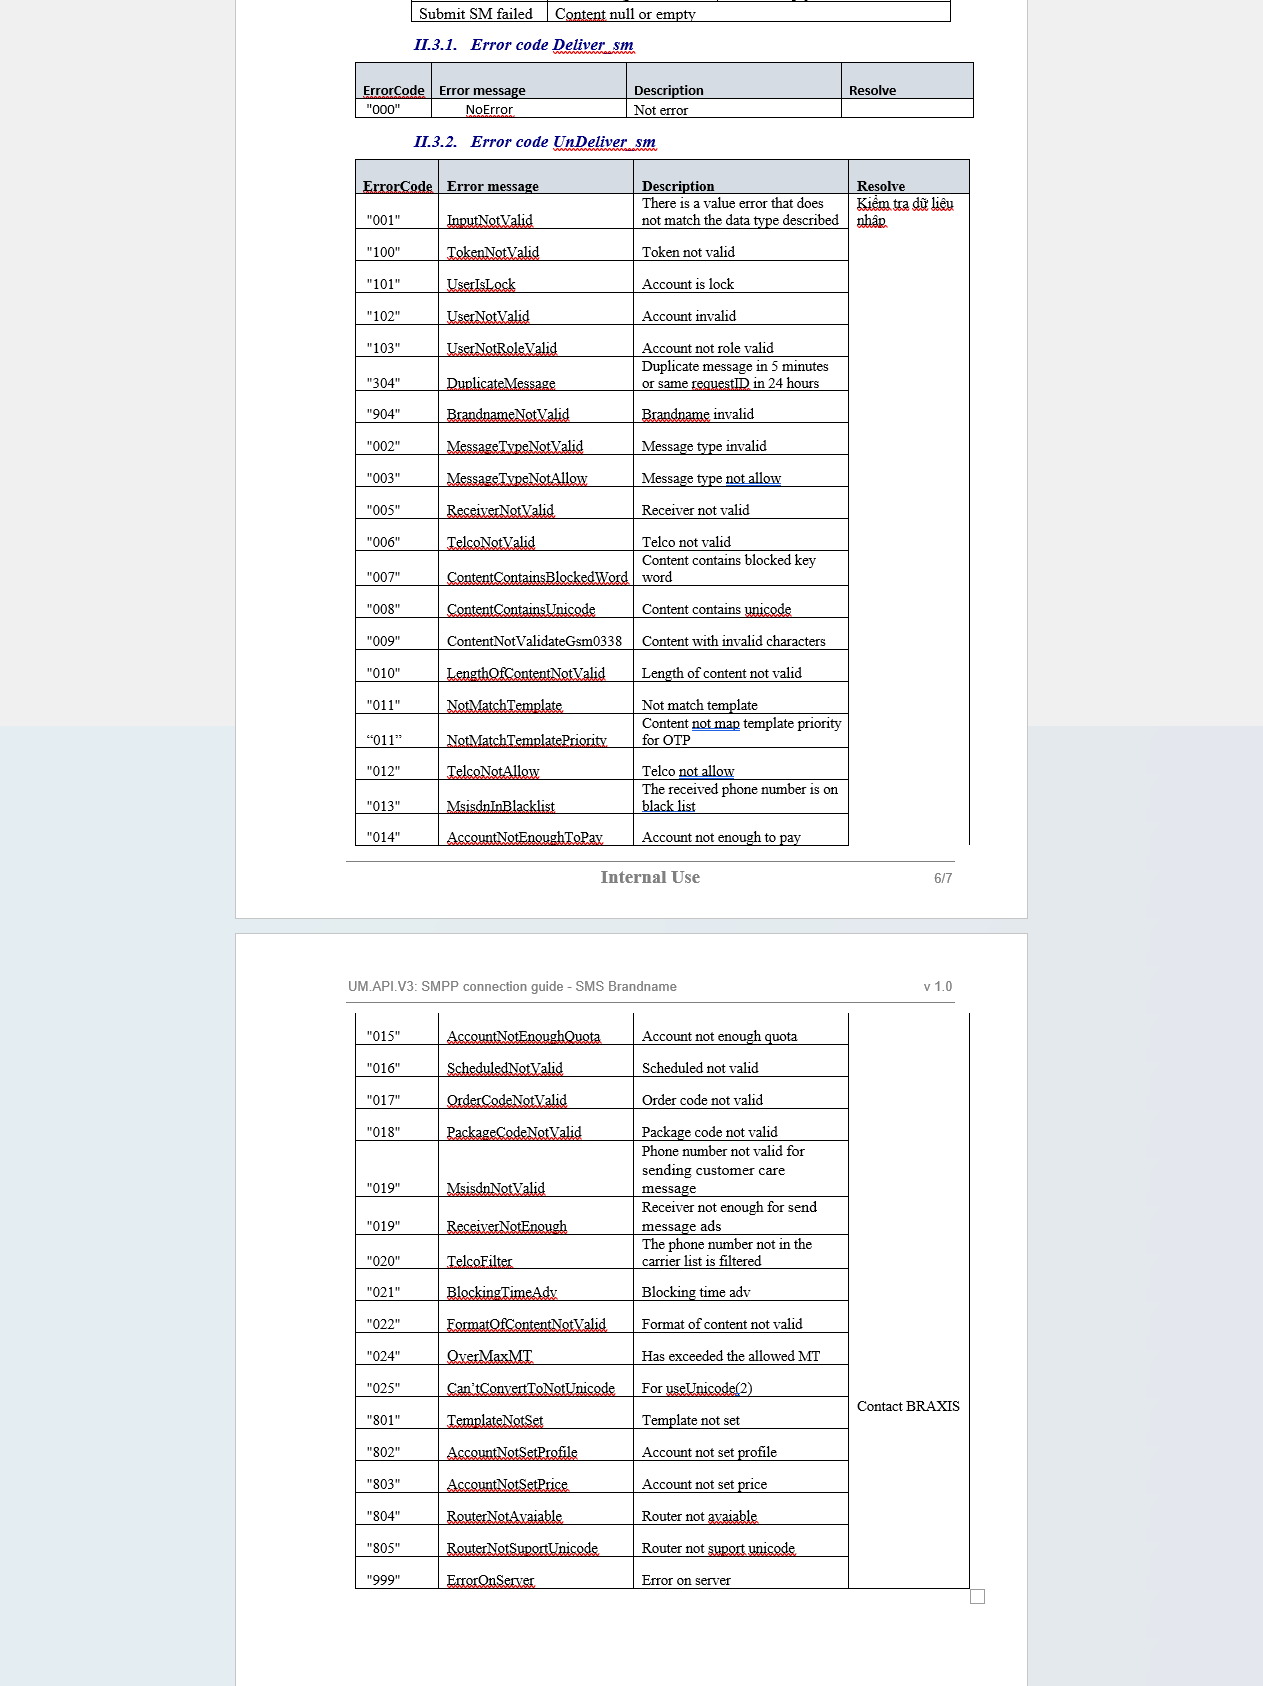 Submit SM failed Content null or empty
II.3.1. Error code Deliver_sm
ErrorCode Error message Description Resolve
"000" NoError Not error
II.3.2. Error code UnDeliver_sm
ErrorCode Error message Description Resolve
There is a value error that does Kiểm tra dữ liệu
"001" InputNotValid not match the data type described nhập
"100" TokenNotValid Token not valid
"101" UserIsLock Account is lock
"102" UserNotValid Account invalid
"103" UserNotRoleValid Account not role valid
Duplicate message in 5 minutes
"304" DuplicateMessage or same requestID in 24 hours
"904" BrandnameNotValid Brandname invalid
"002" MessageTypeNotValid Message type invalid
"003" MessageTypeNotAllow Message type not allow
"005" ReceiverNotValid Receiver not valid
"006" TelcoNotValid Telco not valid
Content contains blocked key
"007" ContentContainsBlockedWord word
"008" ContentContainsUnicode Content contains unicode
"009" ContentNotValidateGsm0338 Content with invalid characters
"010" LengthOfContentNotValid Length of content not valid
"011" NotMatchTemplate Not match template
Content not map template priority
“011” NotMatchTemplatePriority for OTP
"012" TelcoNotAllow Telco not allow
The received phone number is on
"013" MsisdnInBlacklist black list
"014" AccountNotEnoughToPay Account not enough to pay
Internal Use 6/7
UM.API.V3: SMPP connection guide - SMS Brandname v 1.0
"015" AccountNotEnoughQuota Account not enough quota
"016" ScheduledNotValid Scheduled not valid
"017" OrderCodeNotValid Order code not valid
"018" PackageCodeNotValid Package code not valid
Phone number not valid for
sending customer care
"019" MsisdnNotValid message
Receiver not enough for send
"019" ReceiverNotEnough message ads
The phone number not in the
"020" TelcoFilter carrier list is filtered
"021" BlockingTimeAdv Blocking time adv
"022" FormatOfContentNotValid Format of content not valid
"024" OverMaxMT Has exceeded the allowed MT
"025" Can’tConvertToNotUnicode For useUnicode(2)
Contact BRAXIS
"801" TemplateNotSet Template not set
"802" AccountNotSetProfile Account not set profile
"803" AccountNotSetPrice Account not set price
"804" RouterNotAvaiable Router not avaiable
"805" RouterNotSuportUnicode Router not suport unicode
"999" ErrorOnServer Error on server